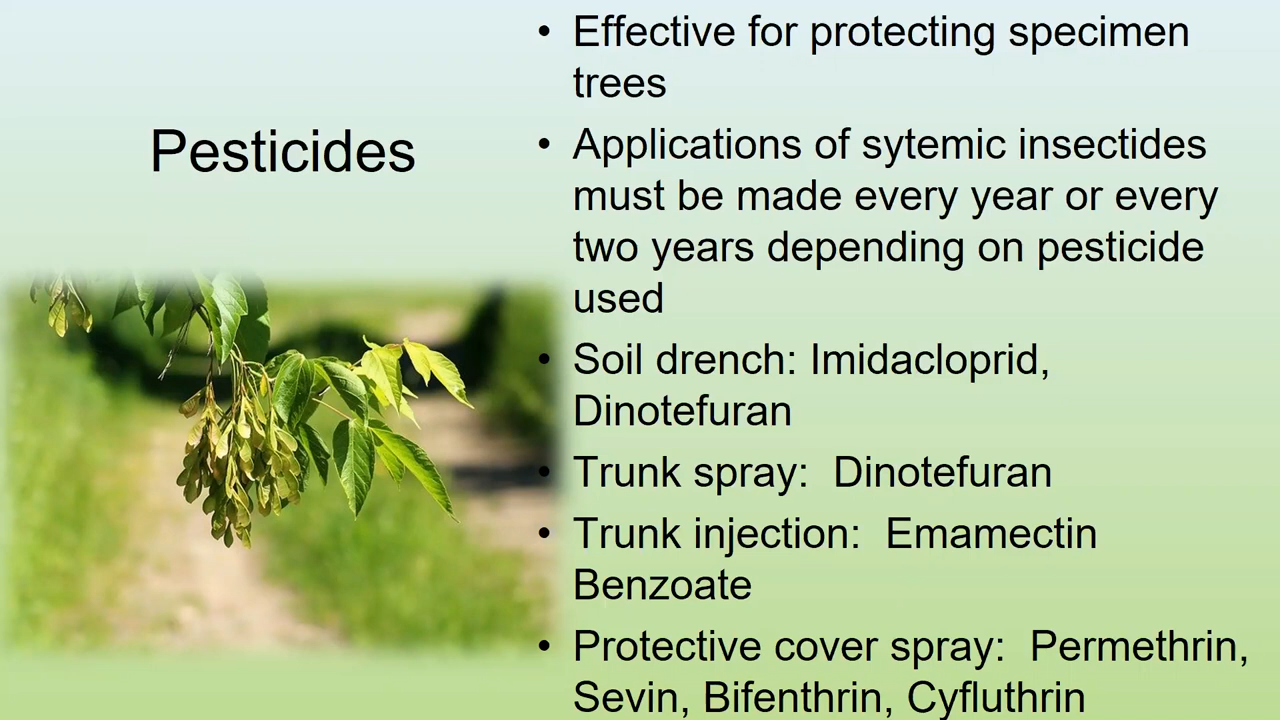 Pesticides
• Effective for protecting specimen
trees
• Applications of sytemic insectides
must be made every year or every
two years depending on pesticide
used
• Soil drench: Imidacloprid,
Dinotefuran
• Trunk spray:  Dinotefuran
• Trunk injection:  Emamectin
Benzoate
• Protective cover spray:  Permethrin,
Sevin, Bifenthrin, Cyfluthrin